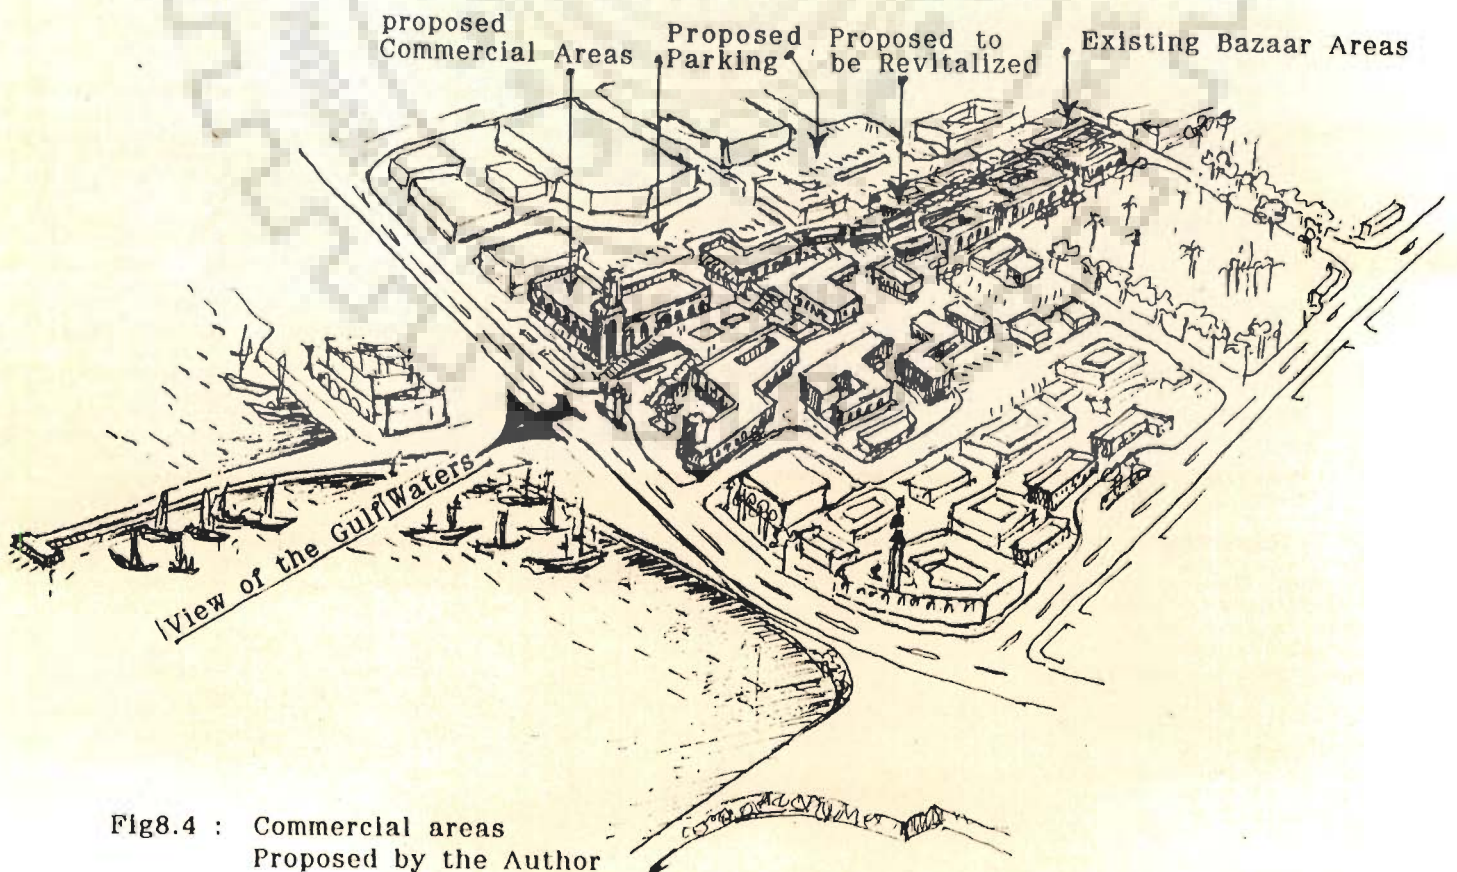 proposed
Commercial Areas
Proposed
Parking
Proposed to
be Revitalized
Existing Bazaar Areas
View of the Gulf Waters
Fig8.4 : Commercial areas
Proposed by the Author